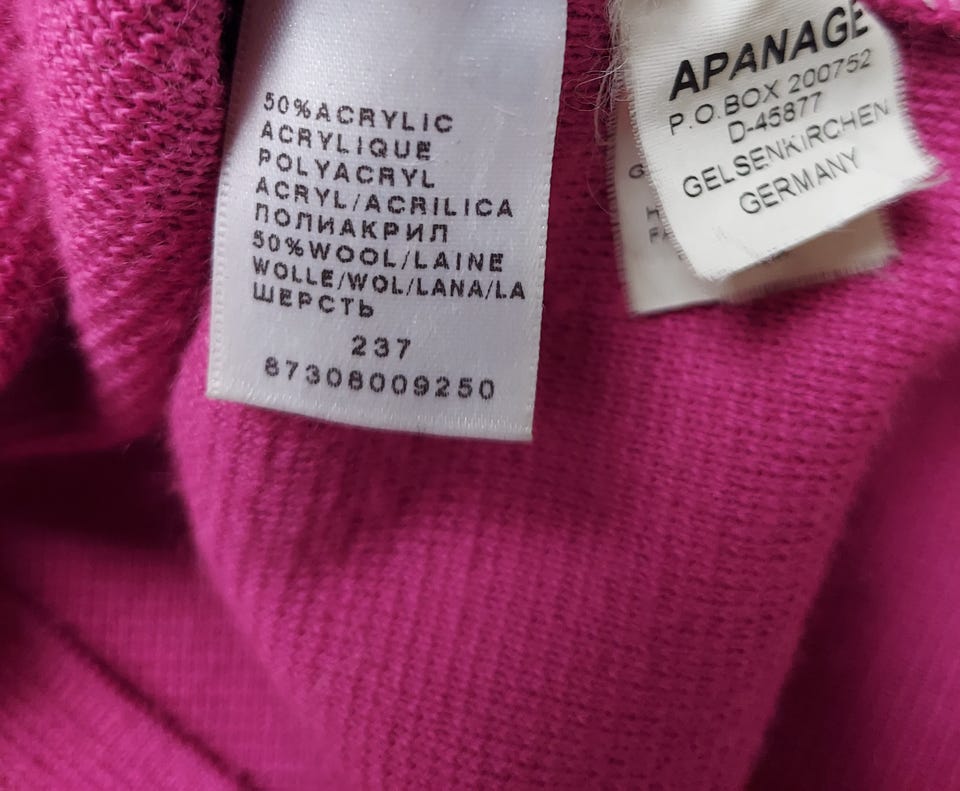 50%ACRYLIC
ACRYLIQUE
POLYACRYL
ACRYL/ACRILICA
ПОЛИАКРИЛ
50%WOOL/LAINE
WOLLE/WOL/LANA/LA
ШЕРСТЬ
237
87308009250
APANAGE
P.O.BOX 200752
D-45877
GELSENKIRCHEN
GERMANY